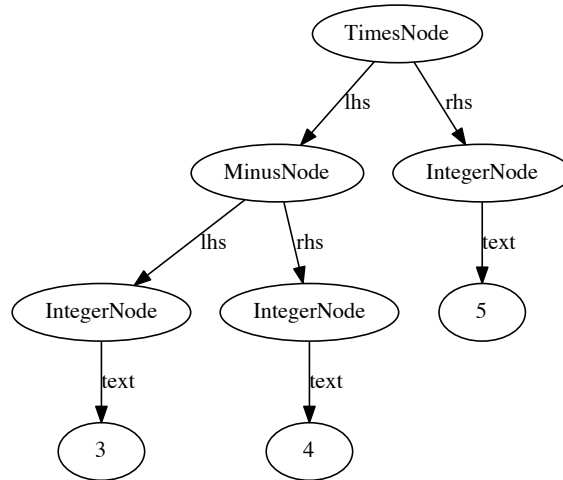 TimesNode
lhs
rhs
MinusNode
IntegerNode
lhs
rhs
text
IntegerNode
IntegerNode
5
text
text
3
4